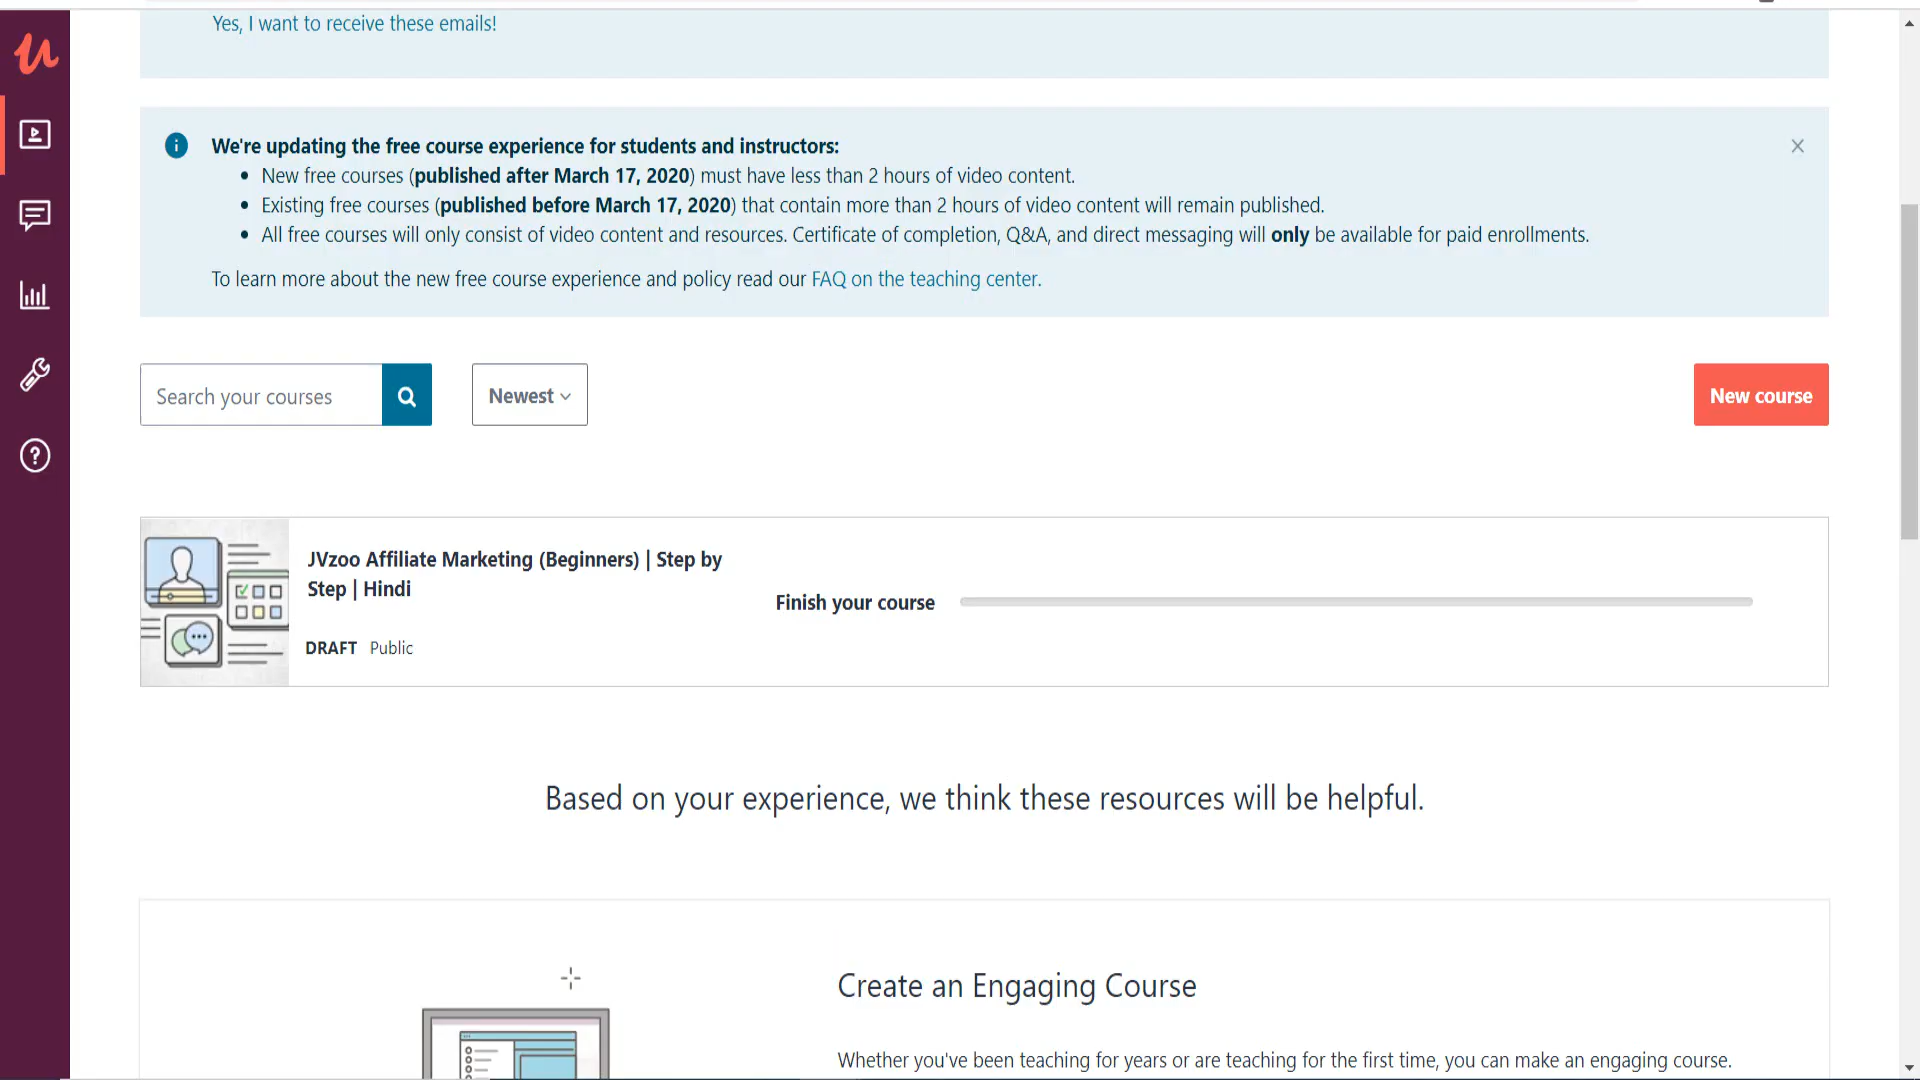 Yes, I want to receive these emails!
We're updating the free course experience for students and instructors:
New free courses (published after March 17, 2020) must have less than 2 hours of video content.
Existing free courses (published before March 17, 2020) that contain more than 2 hours of video content will remain published.
All free courses will only consist of video content and resources. Certificate of completion, Q&A, and direct messaging will only be available for paid enrollments.
To learn more about the new free course experience and policy read our FAQ on the teaching center.
Search your courses
Newest
New course
JVzoo Affiliate Marketing (Beginners) | Step by
Step | Hindi
Finish your course
DRAFT Public
Based on your experience, we think these resources will be helpful.
Create an Engaging Course
Whether you've been teaching for years or are teaching for the first time, you can make an engaging course.